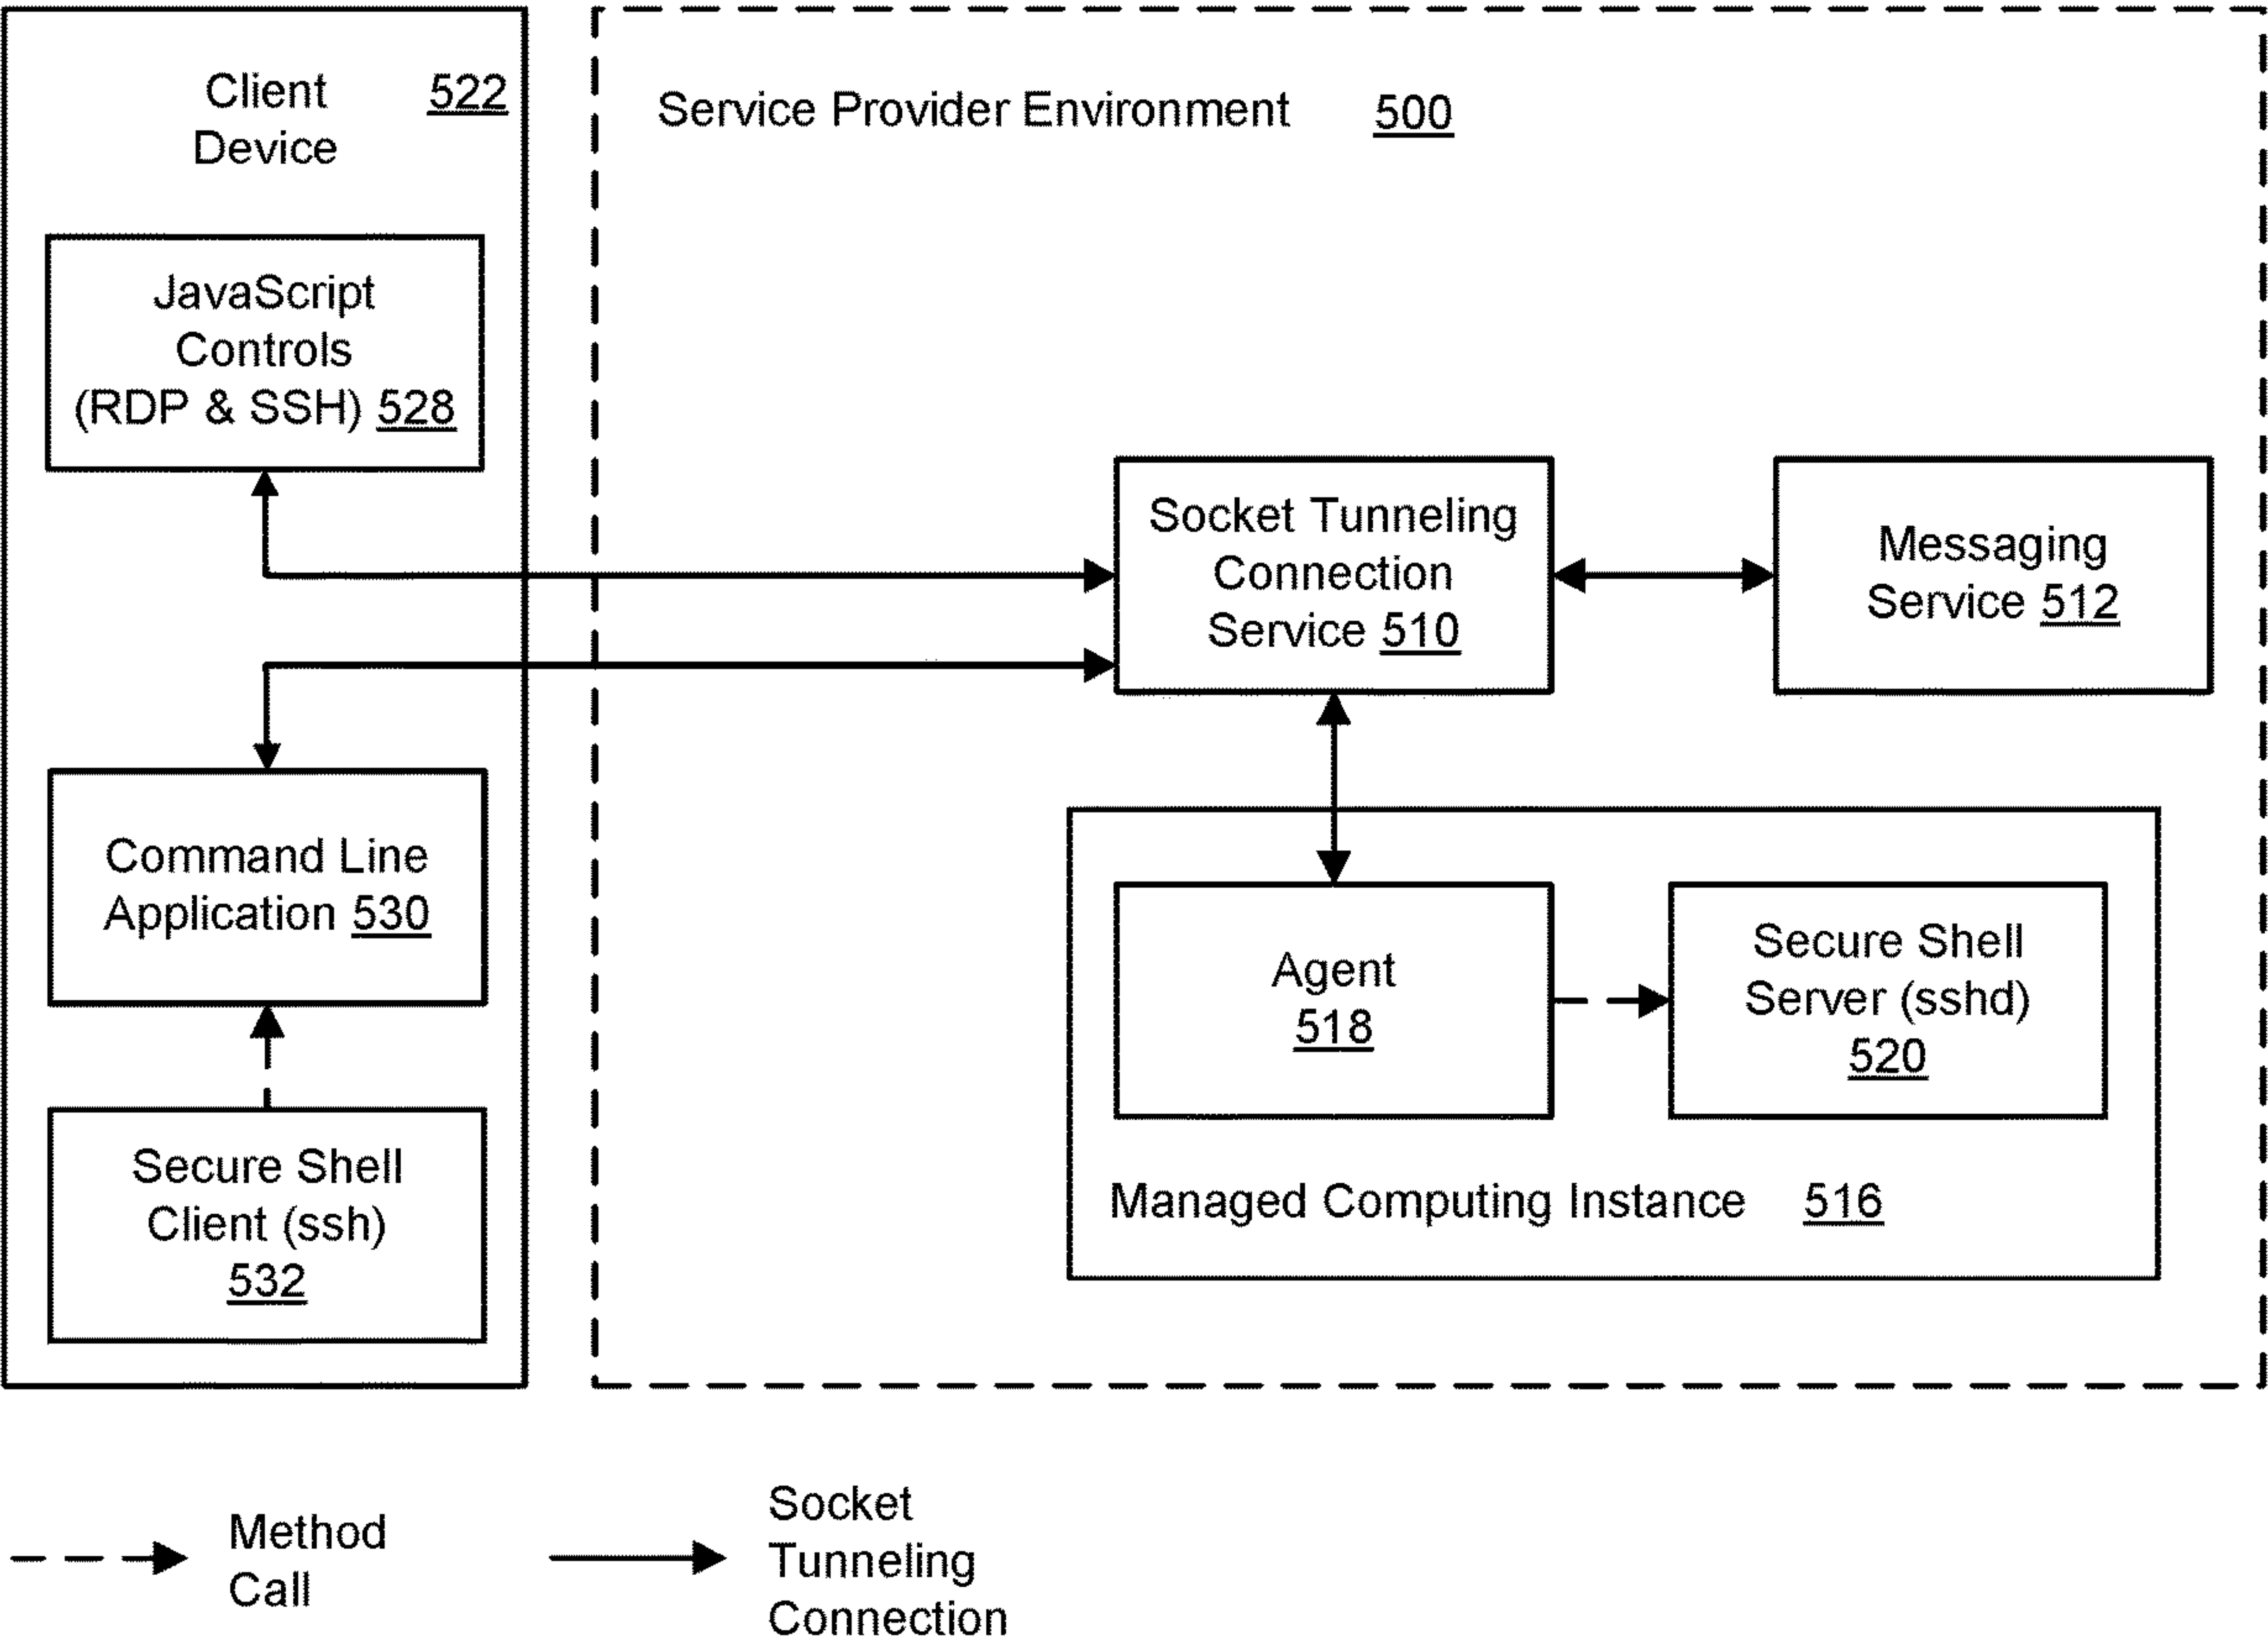 Client 522
Device
JavaScript
Controls
(RDP & SSH) 528
Command Line
Application 530
Secure Shell
Client (ssh)
532
Service Provider Environment 500
Socket Tunneling
Connection
Service 510
Messaging
Service 512
Agent
518
Secure Shell
Server (sshd)
520
Managed Computing Instance 516
Method
Call
Socket
Tunneling
Connection